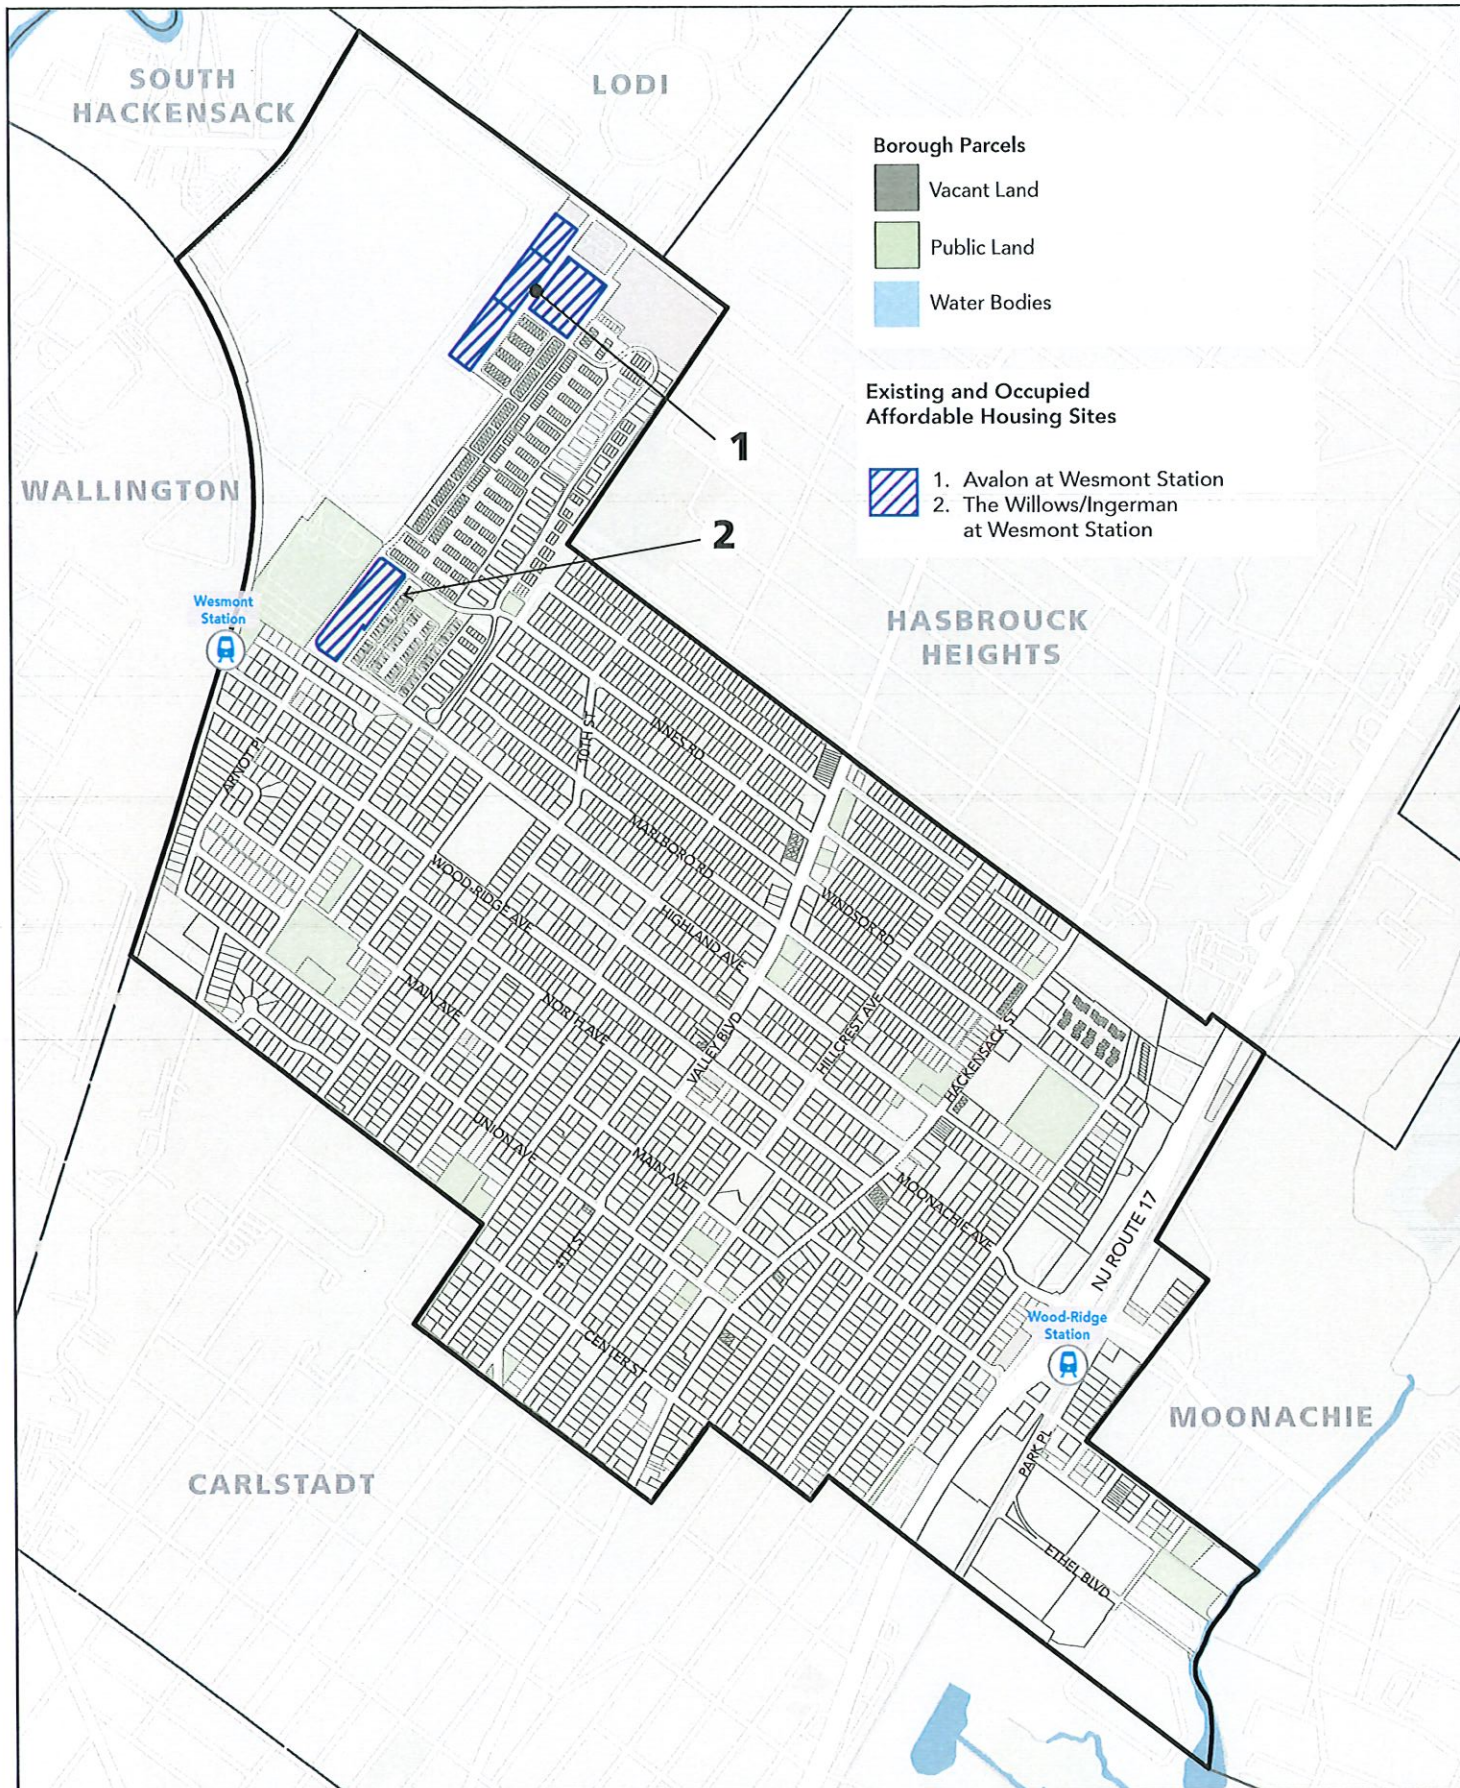 SOUTH
HACKENSACK
LODI
Borough Parcels
Vacant Land
Public Land
Water Bodies
Existing and Occupied
Affordable Housing Sites
1. Avalon at Wesmont Station
2. The Willows/Ingerman
at Wesmont Station
1
WALLINGTON
2
Wesmont
Station
HASBROUCK
HEIGHTS
INNES RD
10TH ST
ARNOT PL
MARLBORO RD
WOOD-RIDGE AVE
HIGHLAND AVE
WINDSOR RD
MAIN AVE
NORTH AVE
VALLEY BLVD
HILLCREST AVE
HACKENSACK ST
UNION AVE
MAIN AVE
MOONACHIE AVE
4TH ST
NJ ROUTE 17
CENTER ST
Wood-Ridge
Station
MOONACHIE
PARK PL
CARLSTADT
ETHEL BLVD